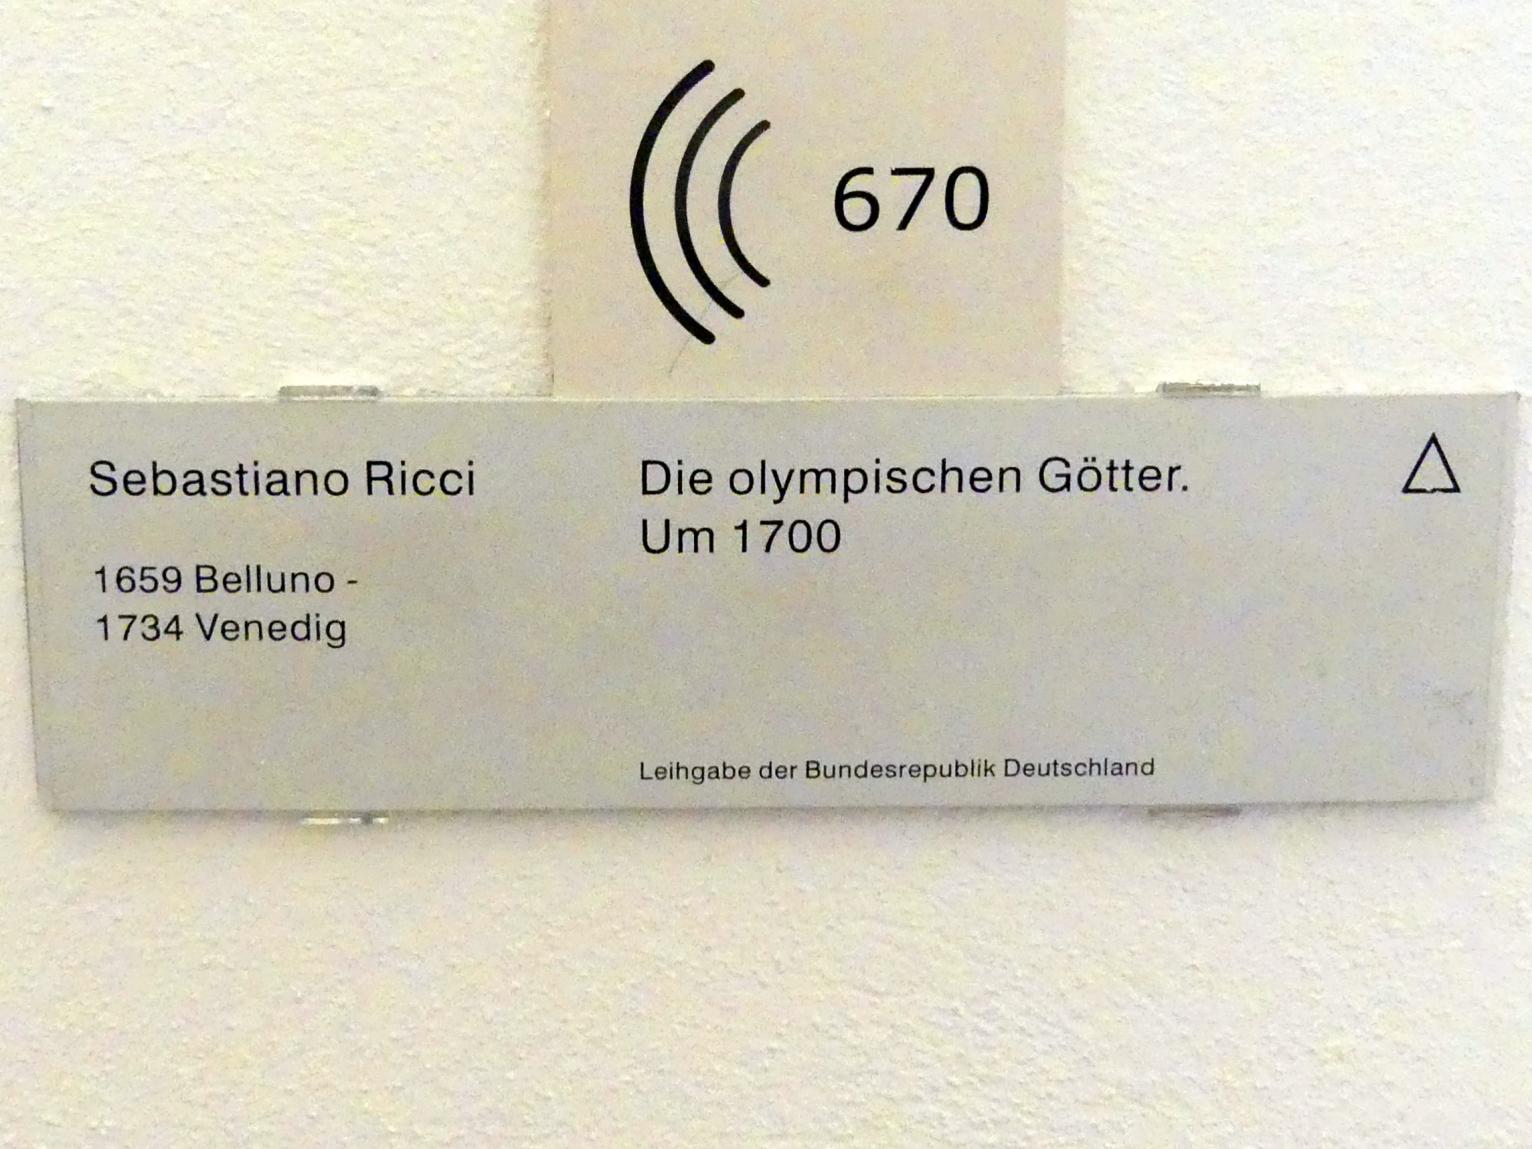 670
Sebastiano Ricci
1659 Belluno -
1734 Venedig
Die olympischen Götter.
Um 1700
Leihgabe der Bundesrepublik Deutschland